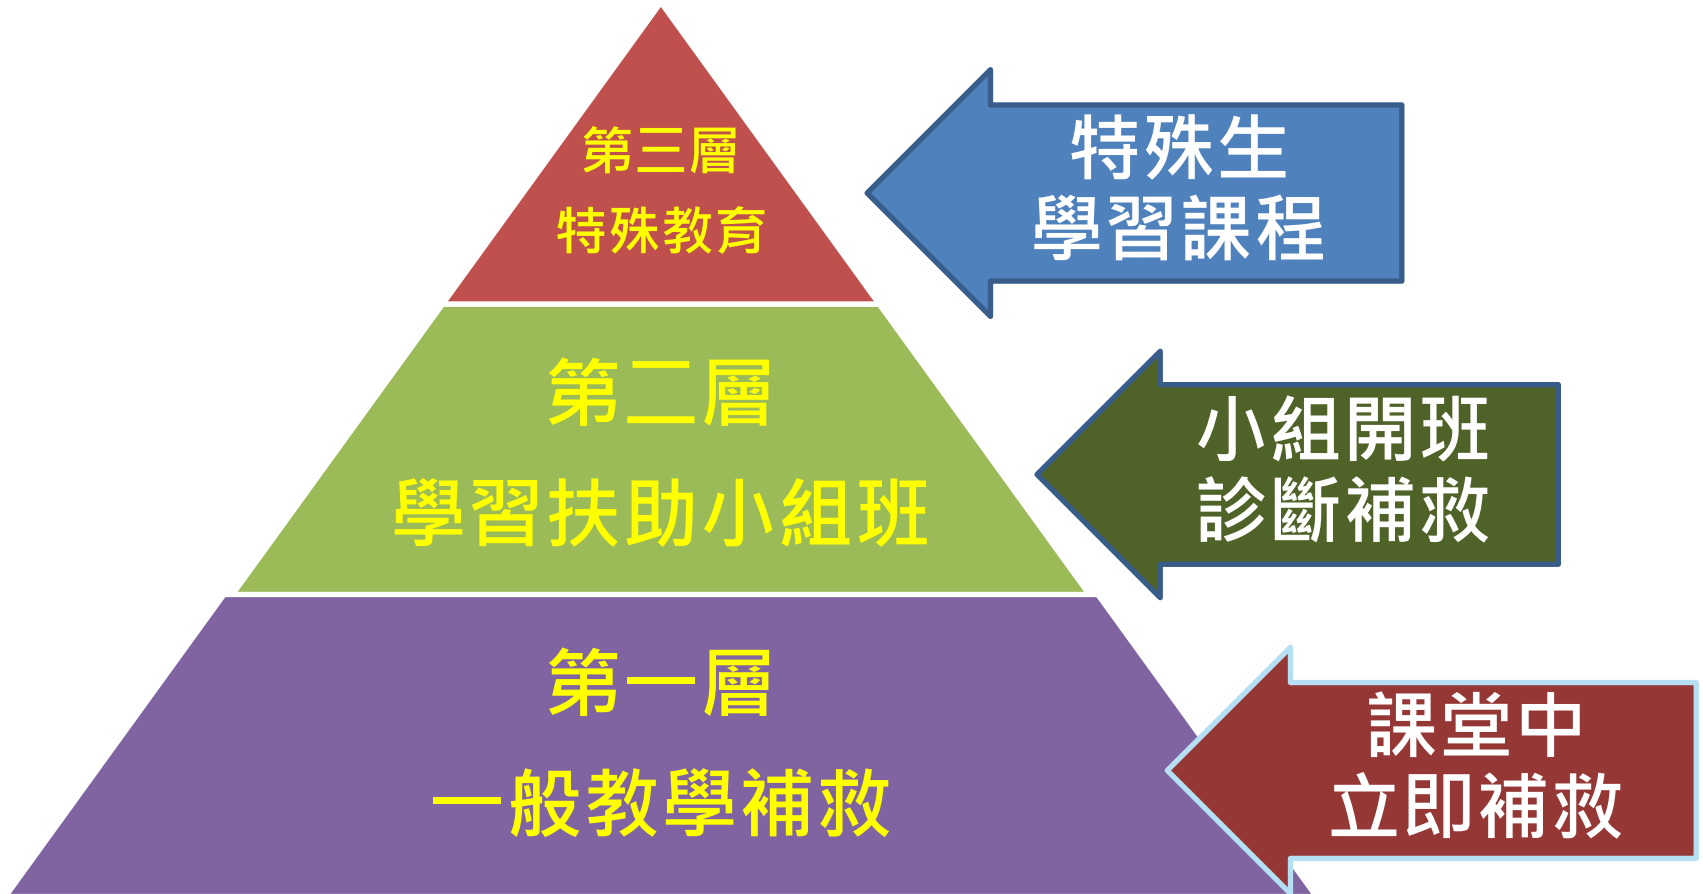 第三層
特殊教育
特殊生
學習課程
第二層
學習扶助小組班
小組開班
診斷補救
第一層
一般教學補救
課堂中
立即補救